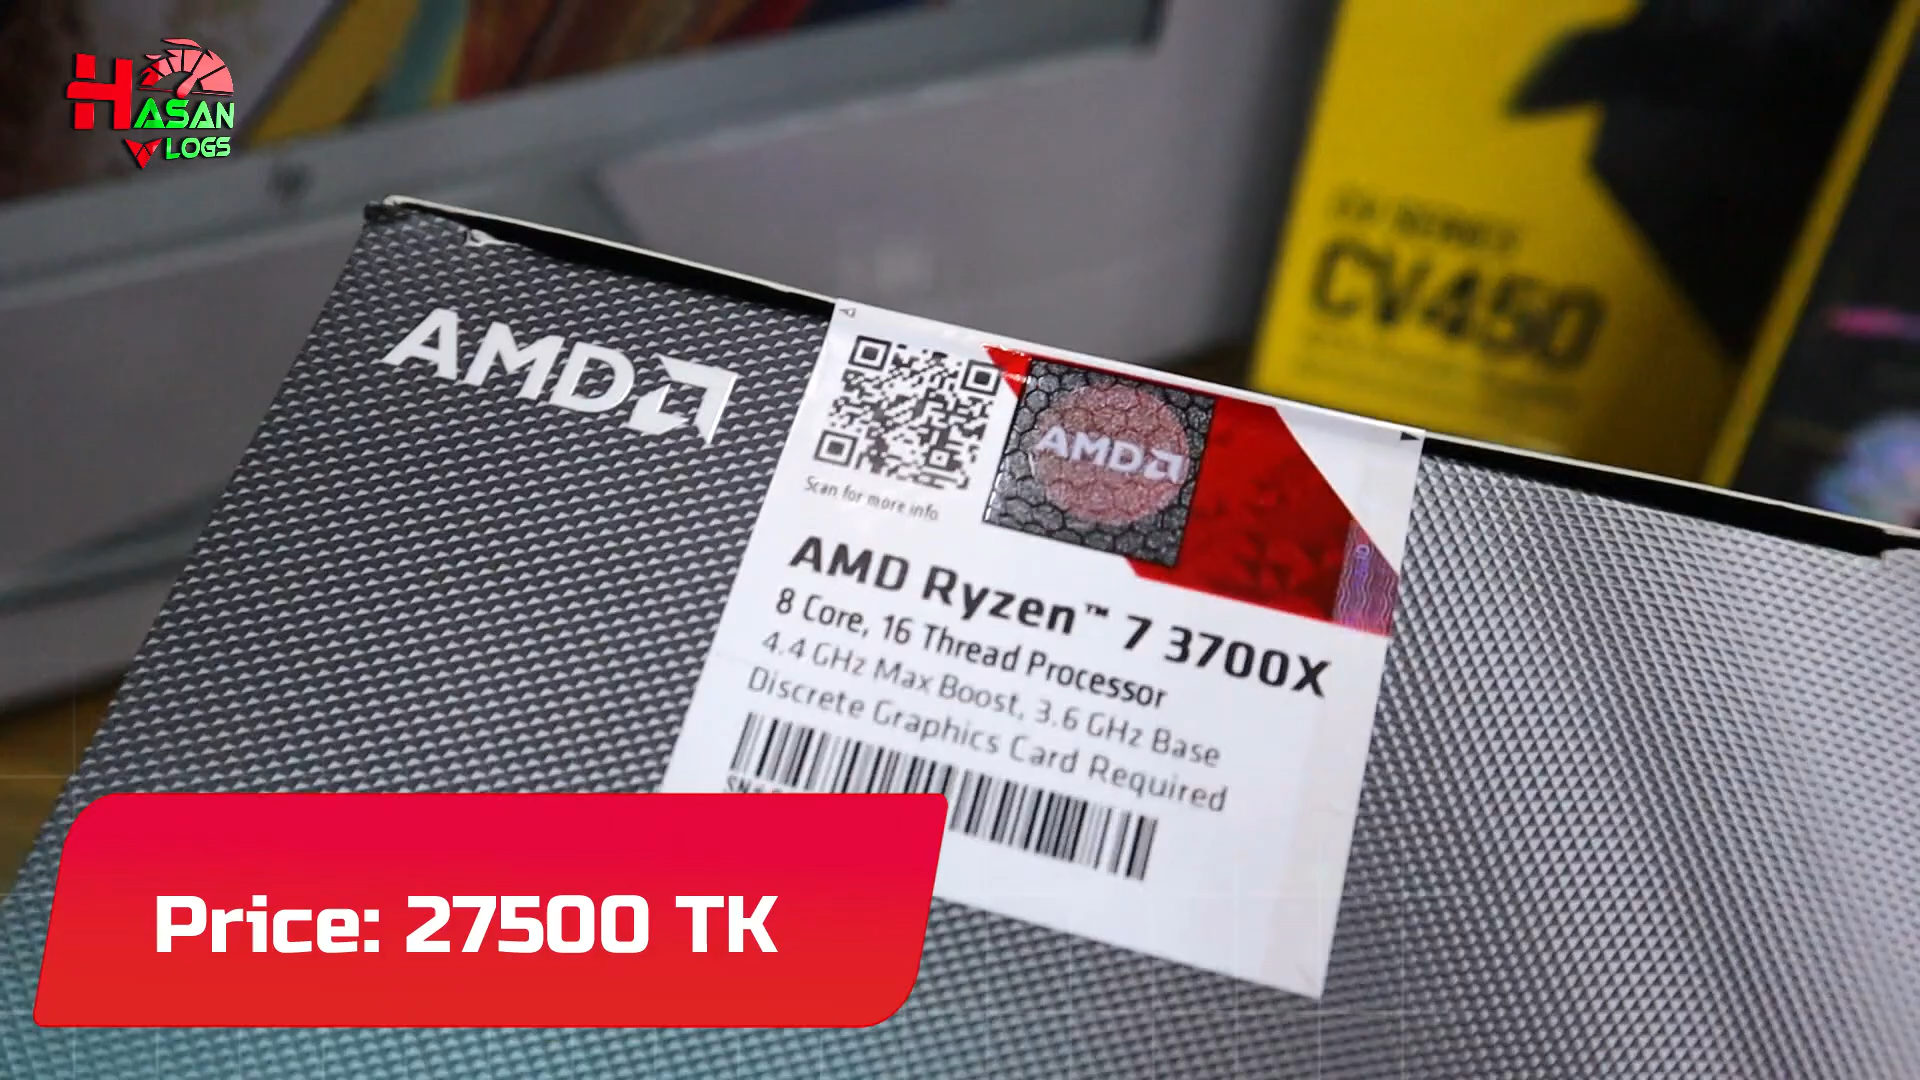 HASAN
VLOGS
CV450
AMD
AMD
Scan for more info
AMD Ryzen™ 7 3700X
8 Core, 16 Thread Processor
4.4 GHz Max Boost, 3.6 GHz Base
Discrete Graphics Card Required
Price: 27500 TK